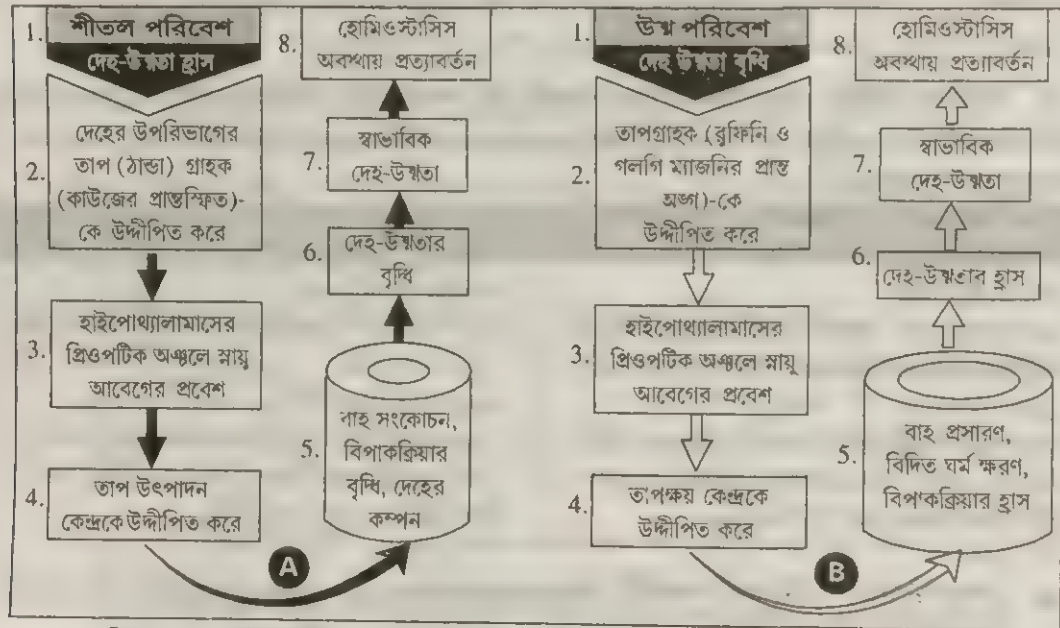 1. শীতল পরিবেশ
দেহ-উষ্ণতা হ্রাস
2. দেহের উপরিভাগের
তাপ (ঠান্ডা) গ্রাহক
(কাউজের প্রান্তস্ফিত)-
কে উদ্দীপিত করে
3. হাইপোথ্যালামাসের
প্রিওপটিক অঞ্চলে স্নায়ু
আবেগের প্রবেশ
4. তাপ উৎপাদন
কেন্দ্রকে উদ্দীপিত করে
A
5. বাহ সংকোচন,
বিপাকক্রিয়ার
বৃদ্ধি, দেহের
কম্পন
6. দেহ-উষ্ণতার
বৃদ্ধি
7. স্বাভাবিক
দেহ-উষ্ণতা
8. হোমিওস্টাসিস
অবস্থায় প্রত্যাবর্তন
1. উষ্ণ পরিবেশ
দেহ উষ্ণতা বৃদ্ধি
2. তাপগ্রাহক (রুফিনি ও
গলগি ম্যাজনির প্রান্ত
অঙ্গ)-কে
উদ্দীপিত করে
3. হাইপোথ্যালামাসের
প্রিওপটিক অঞ্চলে স্নায়ু
আবেগের প্রবেশ
4. তাপক্ষয় কেন্দ্রকে
উদ্দীপিত করে
B
5. বাহ প্রসারণ,
বিদিত ঘর্ম ক্ষরণ,
বিপাকক্রিয়ার হ্রাস
6. দেহ-উষ্ণতাব হ্রাস
7. স্বাভাবিক
দেহ-উষ্ণতা
8. হোমিওস্টাসিস
অবস্থায় প্রত্যাবর্তন